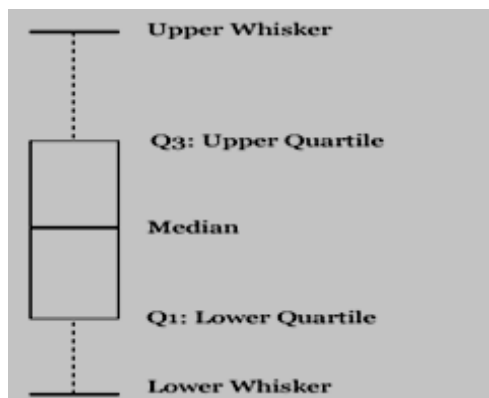 Upper Whisker
Q3: Upper Quartile
Median
Q1: Lower Quartile
Lower Whisker